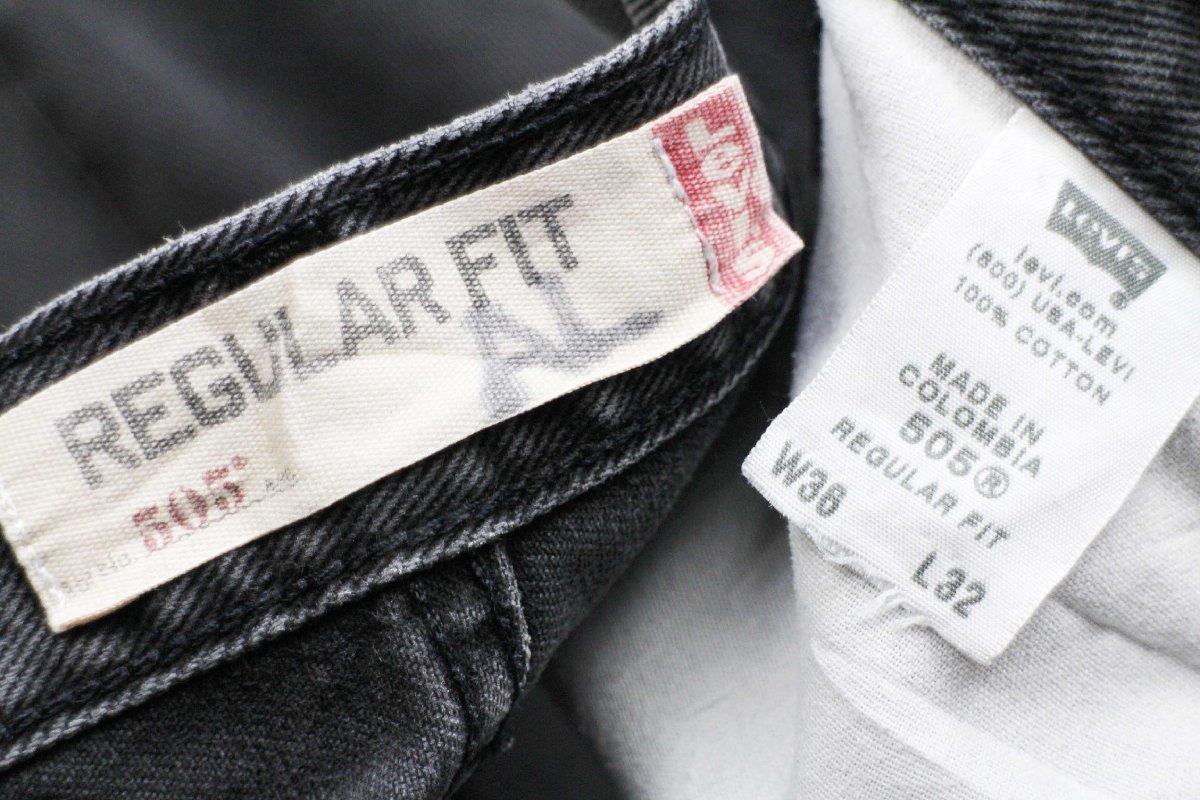 REGULAR FIT
505
LEVI'S
Levi's®
levi.com
(800) USA-LEVI
100% COTTON
MADE IN
COLOMBIA
505®
REGULAR FIT
W36 L32